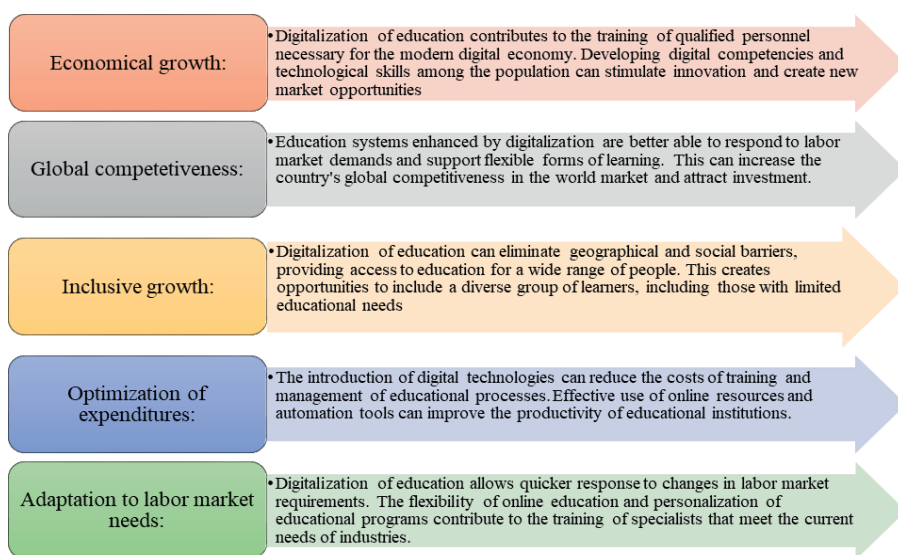 Economical growth:
•Digitalization of education contributes to the training of qualified personnel
necessary for the modern digital economy. Developing digital competencies and
technological skills among the population can stimulate innovation and create new
market opportunities
Global competetiveness:
•Education systems enhanced by digitalization are better able to respond to labor
market demands and support flexible forms of learning. This can increase the
country's global competitiveness in the world market and attract investment.
Inclusive growth:
•Digitalization of education can eliminate geographical and social barriers,
providing access to education for a wide range of people. This creates
opportunities to include a diverse group of learners, including those with limited
educational needs
Optimization of
expenditures:
•The introduction of digital technologies can reduce the costs of training and
management of educational processes.Effective use of online resources and
automation tools can improve the productivity of educational institutions.
Adaptation to labor market
needs:
•Digitalization of education allows quicker response to changes in labor market
requirements. The flexibility of online education and personalization of
educational programs contribute to the training of specialists that meet the current
needs of industries.